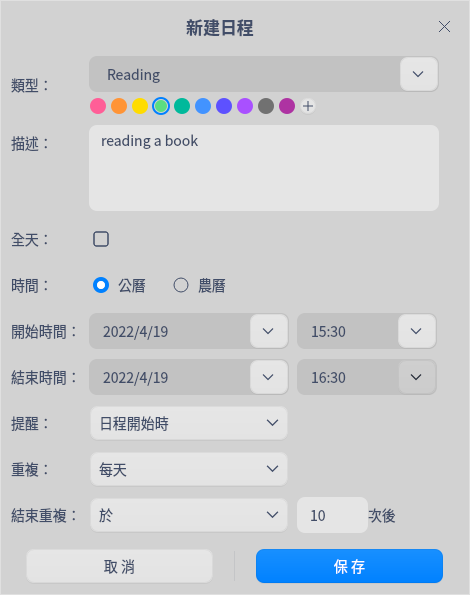 新建日程
類型： Reading
描述： reading a book
全天：
時間： 公曆 農曆
開始時間： 2022/4/19 15:30
結束時間： 2022/4/19 16:30
提醒： 日程開始時
重複： 每天
結束重複： 於 10 次後
取消 保存